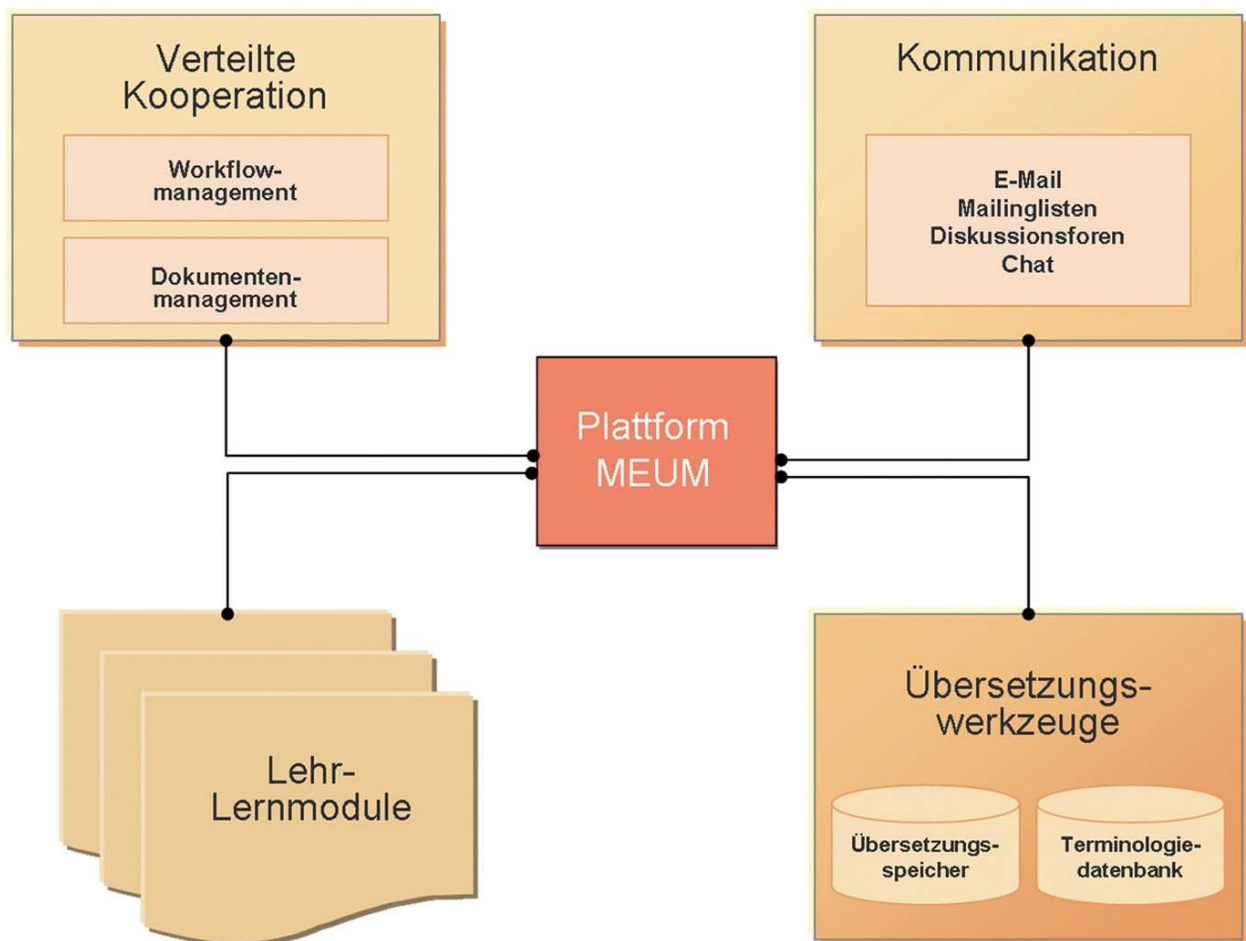 Verteilte
Kooperation
Workflow-
management
Dokumenten-
management
Kommunikation
E-Mail
Mailinglisten
Diskussionsforen
Chat
Plattform
MEUM
Lehr-
Lernmodule
Übersetzungs-
werkzeuge
Übersetzungs-
speicher
Terminologie-
datenbank